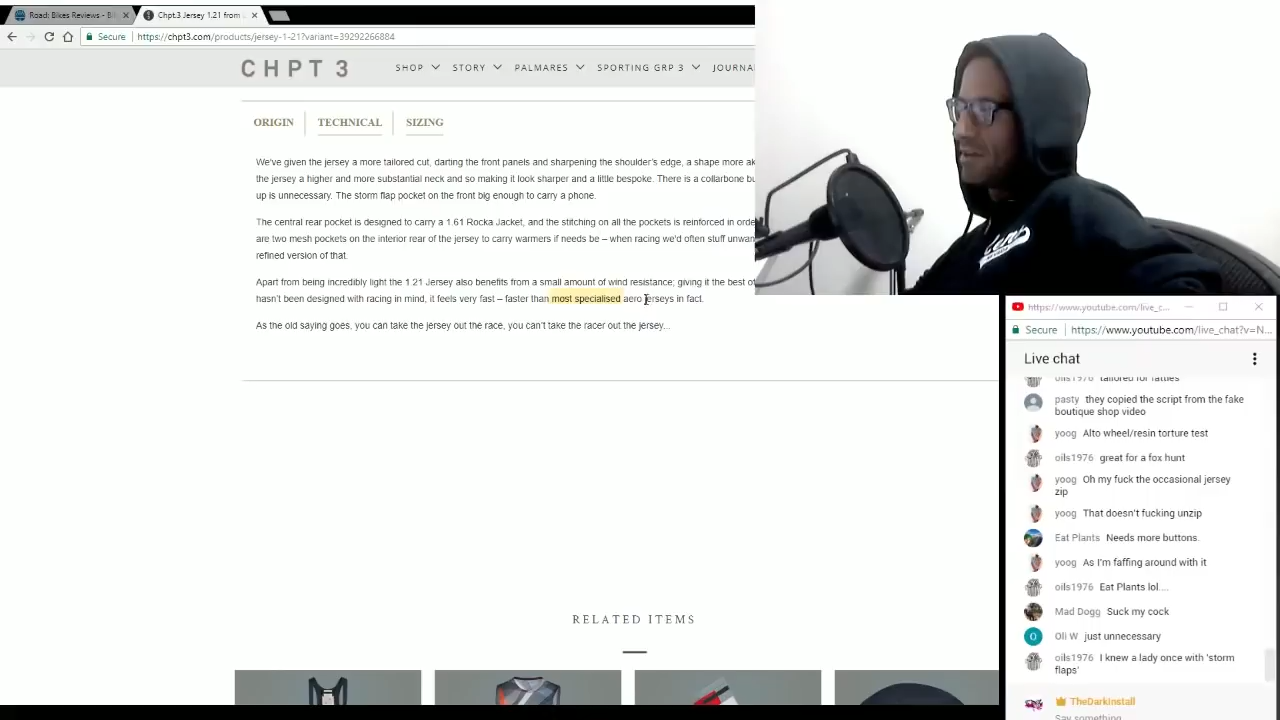 Road: Bikes Reviews - Bi
Chpt.3 Jersey 1.21 from
Secure https://chpt3.com/products/jersey-1-21?variant=39292266884
CHPT 3
SHOP STORY PALMARES SPORTING GRP 3 JOURNA
ORIGIN TECHNICAL SIZING
We've given the jersey a more tailored cut, darting the front panels and sharpening the shoulder's edge, a shape more
the jersey a higher and more substantial neck and so making it look sharper and a little bespoke. There is a collarbone
up is unnecessary. The storm flap pocket on the front big enough to carry a phone.
The central rear pocket is designed to carry a 1.61 Rocka Jacket, and the stitching on all the pockets is reinforced in
are two mesh pockets on the interior rear of the jersey to carry warmers if needs be – when racing we'd often stuff
refined version of that.
Apart from being incredibly light the 1.21 Jersey also benefits from a small amount of wind resistance; giving it the best of
hasn't been designed with racing in mind, it feels very fast – faster than most specialised aero jerseys in fact.
As the old saying goes, you can take the jersey out the race, you can't take the racer out the jersey...
RELATED ITEMS
https://www.youtube.com/live_c...
Secure https://www.youtube.com/live_chat?v=N...
Live chat
oils1976 tailored for fatties
pasty they copied the script from the fake
boutique shop video
yoog Alto wheel/resin torture test
oils1976 great for a fox hunt
yoog Oh my fuck the occasional jersey
zip
yoog That doesn't fucking unzip
Eat Plants Needs more buttons.
yoog As I'm faffing around with it
oils1976 Eat Plants lol....
Mad Dogg Suck my cock
O Oli W just unnecessary
oils1976 I knew a lady once with 'storm
flaps'
TheDarkInstall
Say something...